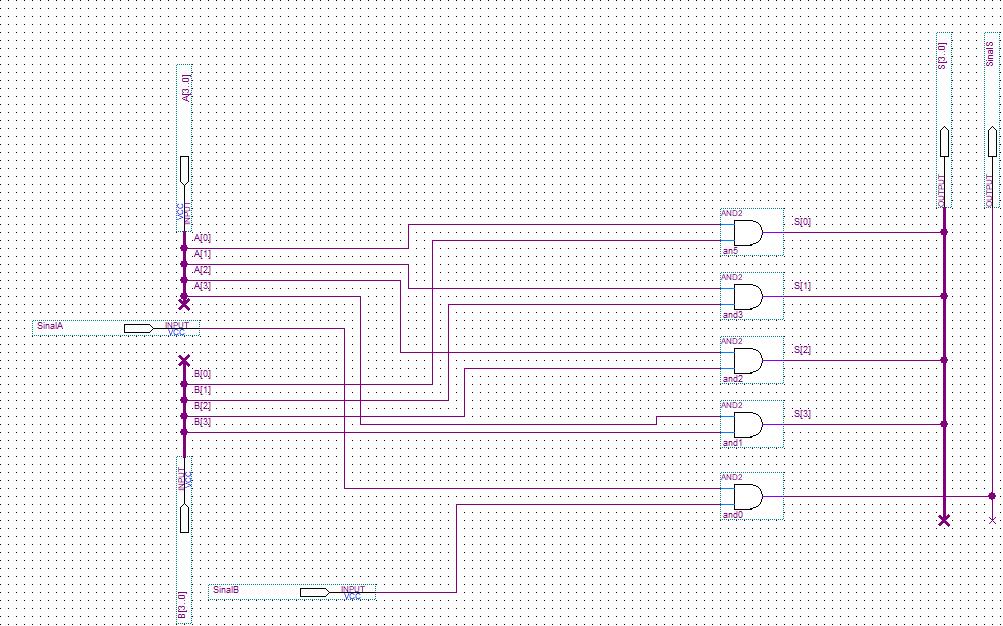 A[3..0]
VCC
INPUT
A[0]
A[1]
A[2]
A[3]
SinalA
INPUT
VCC
B[0]
B[1]
B[2]
B[3]
INPUT
VCC
B[3..0]
SinalB
INPUT
VCC
AND2
an5
S[0]
AND2
and3
S[1]
AND2
and2
S[2]
AND2
and1
S[3]
AND2
and0
S[3..0]
OUTPUT
SinalS
OUTPUT